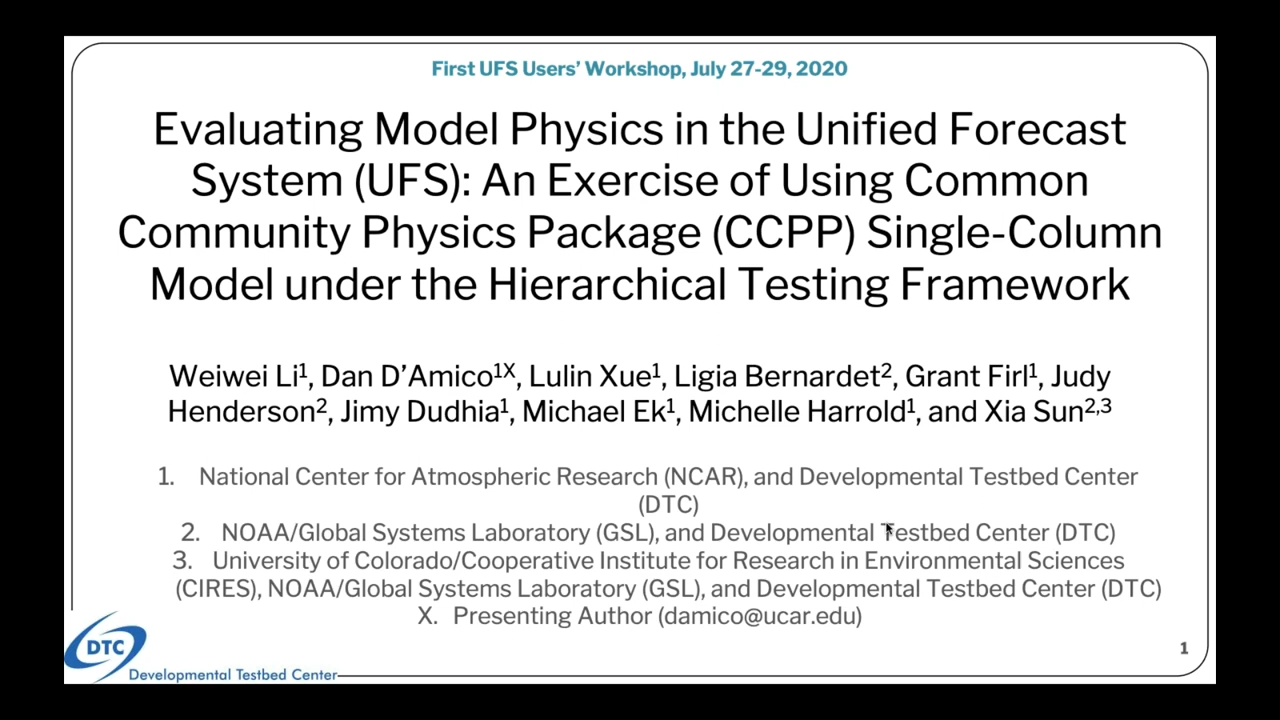 First UFS Users’ Workshop, July 27-29, 2020
Evaluating Model Physics in the Unified Forecast
System (UFS): An Exercise of Using Common
Community Physics Package (CCPP) Single-Column
Model under the Hierarchical Testing Framework
Weiwei Li¹, Dan D’Amico¹ˣ, Lulin Xue¹, Ligia Bernardet², Grant Firl¹, Judy
Henderson², Jimy Dudhia¹, Michael Ek¹, Michelle Harrold¹, and Xia Sun²,³
1. National Center for Atmospheric Research (NCAR), and Developmental Testbed Center
(DTC)
2. NOAA/Global Systems Laboratory (GSL), and Developmental Testbed Center (DTC)
3. University of Colorado/Cooperative Institute for Research in Environmental Sciences
(CIRES), NOAA/Global Systems Laboratory (GSL), and Developmental Testbed Center (DTC)
X. Presenting Author (damico@ucar.edu)
DTC
Developmental Testbed Center
1